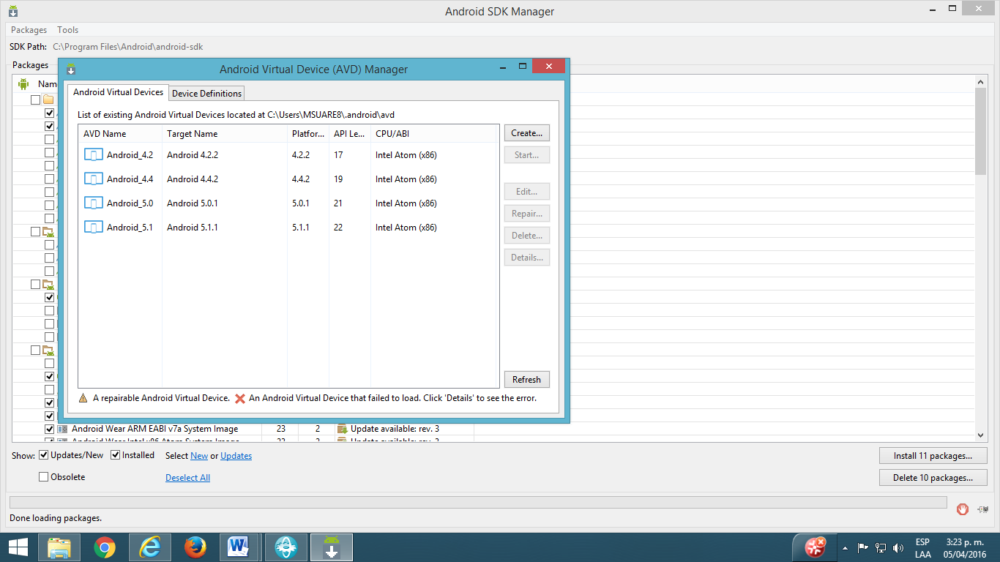 Android SDK Manager
Packages Tools
SDK Path: C:\Program Files\Android\android-sdk
Packages
Android Virtual Device (AVD) Manager
Android Virtual Devices Device Definitions
List of existing Android Virtual Devices located at C:\Users\MSUARE8\.android\avd
AVD Name Target Name Platfor... API Le... CPU/ABI
Android_4.2 Android 4.2.2 4.2.2 17 Intel Atom (x86)
Android_4.4 Android 4.4.2 4.4.2 19 Intel Atom (x86)
Android_5.0 Android 5.0.1 5.0.1 21 Intel Atom (x86)
Android_5.1 Android 5.1.1 5.1.1 22 Intel Atom (x86)
Create...
Start...
Edit...
Repair...
Delete...
Details...
Refresh
A repairable Android Virtual Device. An Android Virtual Device that failed to load. Click 'Details' to see the error.
Android Wear ARM EABI v7a System Image 23 2 Update available: rev. 3
Show: Updates/New Installed Select New or Updates
Install 11 packages...
Obsolete Deselect All
Delete 10 packages...
Done loading packages.
ESP 3:23 p. m.
LAA 05/04/2016